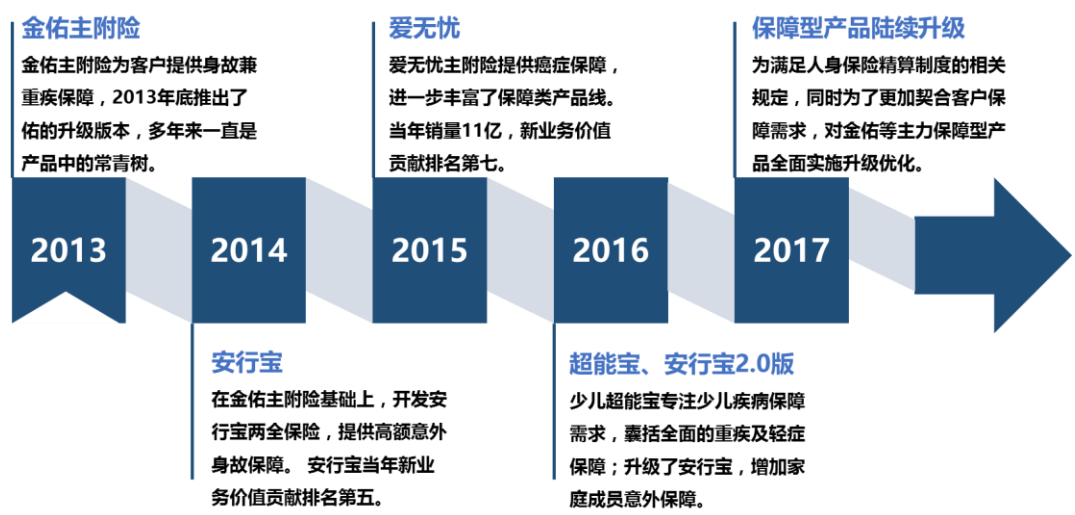 金佑主附险
金佑主附险为客户提供身故兼
重疾保障，2013年底推出了
佑的升级版本，多年来一直是
产品中的常青树。
爱无忧
爱无忧主附险提供癌症保障，
进一步丰富了保障类产品线。
当年销量11亿，新业务价值
贡献排名第七。
保障型产品陆续升级
为满足人身保险精算制度的相关
规定，同时为了更加契合客户保
障需求，对金佑等主力保障型产
品全面实施升级优化。
2013
2014
2015
2016
2017
安行宝
在金佑主附险基础上，开发安
行宝两全保险，提供高额意外
身故保障。 安行宝当年新业
务价值贡献排名第五。
超能宝、安行宝2.0版
少儿超能宝专注少儿疾病保障
需求，囊括全面的重疾及轻症
保障；升级了安行宝，增加家
庭成员意外保障。